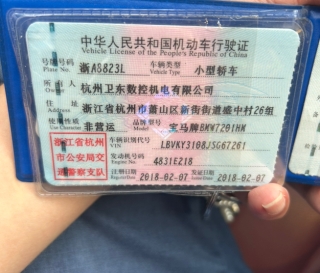 中华人民共和国机动车行驶证
Vehicle License of the People's Republic of China
号牌号码 浙A8823L 车辆类型 小型轿车
Plate No. Vehicle Type
所有人 杭州卫东数控机电有限公司
Owner
住址 浙江省杭州市萧山区新街街道盛中村26组
Address
使用性质 非营运 品牌型号 宝马牌BMW7201HM
Use Character Model
浙江省杭州
市公安局交
通警察支队
车辆识别代号 LBVKY3108JSG67281
VIN
发动机号码 4831E218
Engine No.
注册日期 2018-02-07 发证日期 2018-02-07
Register Date Issue Date